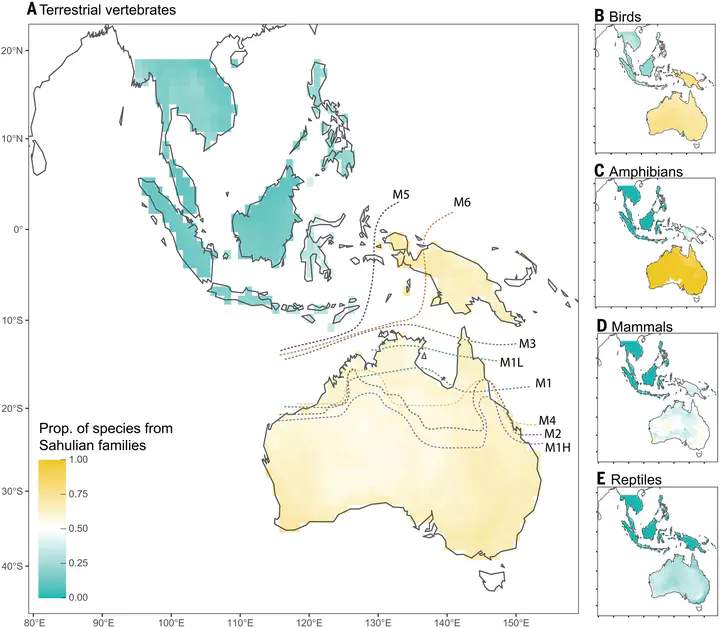 A Terrestrial vertebrates
20°N
10°N
0°
10°S
20°S
30°S
40°S
M5
M6
M3
M1L
M1
M4
M2
M1H
Prop. of species from
Sahulian families
1.00
0.75
0.50
0.25
0.00
80°E 90°E 100°E 110°E 120°E 130°E 140°E 150°E
B Birds
C Amphibians
D Mammals
E Reptiles